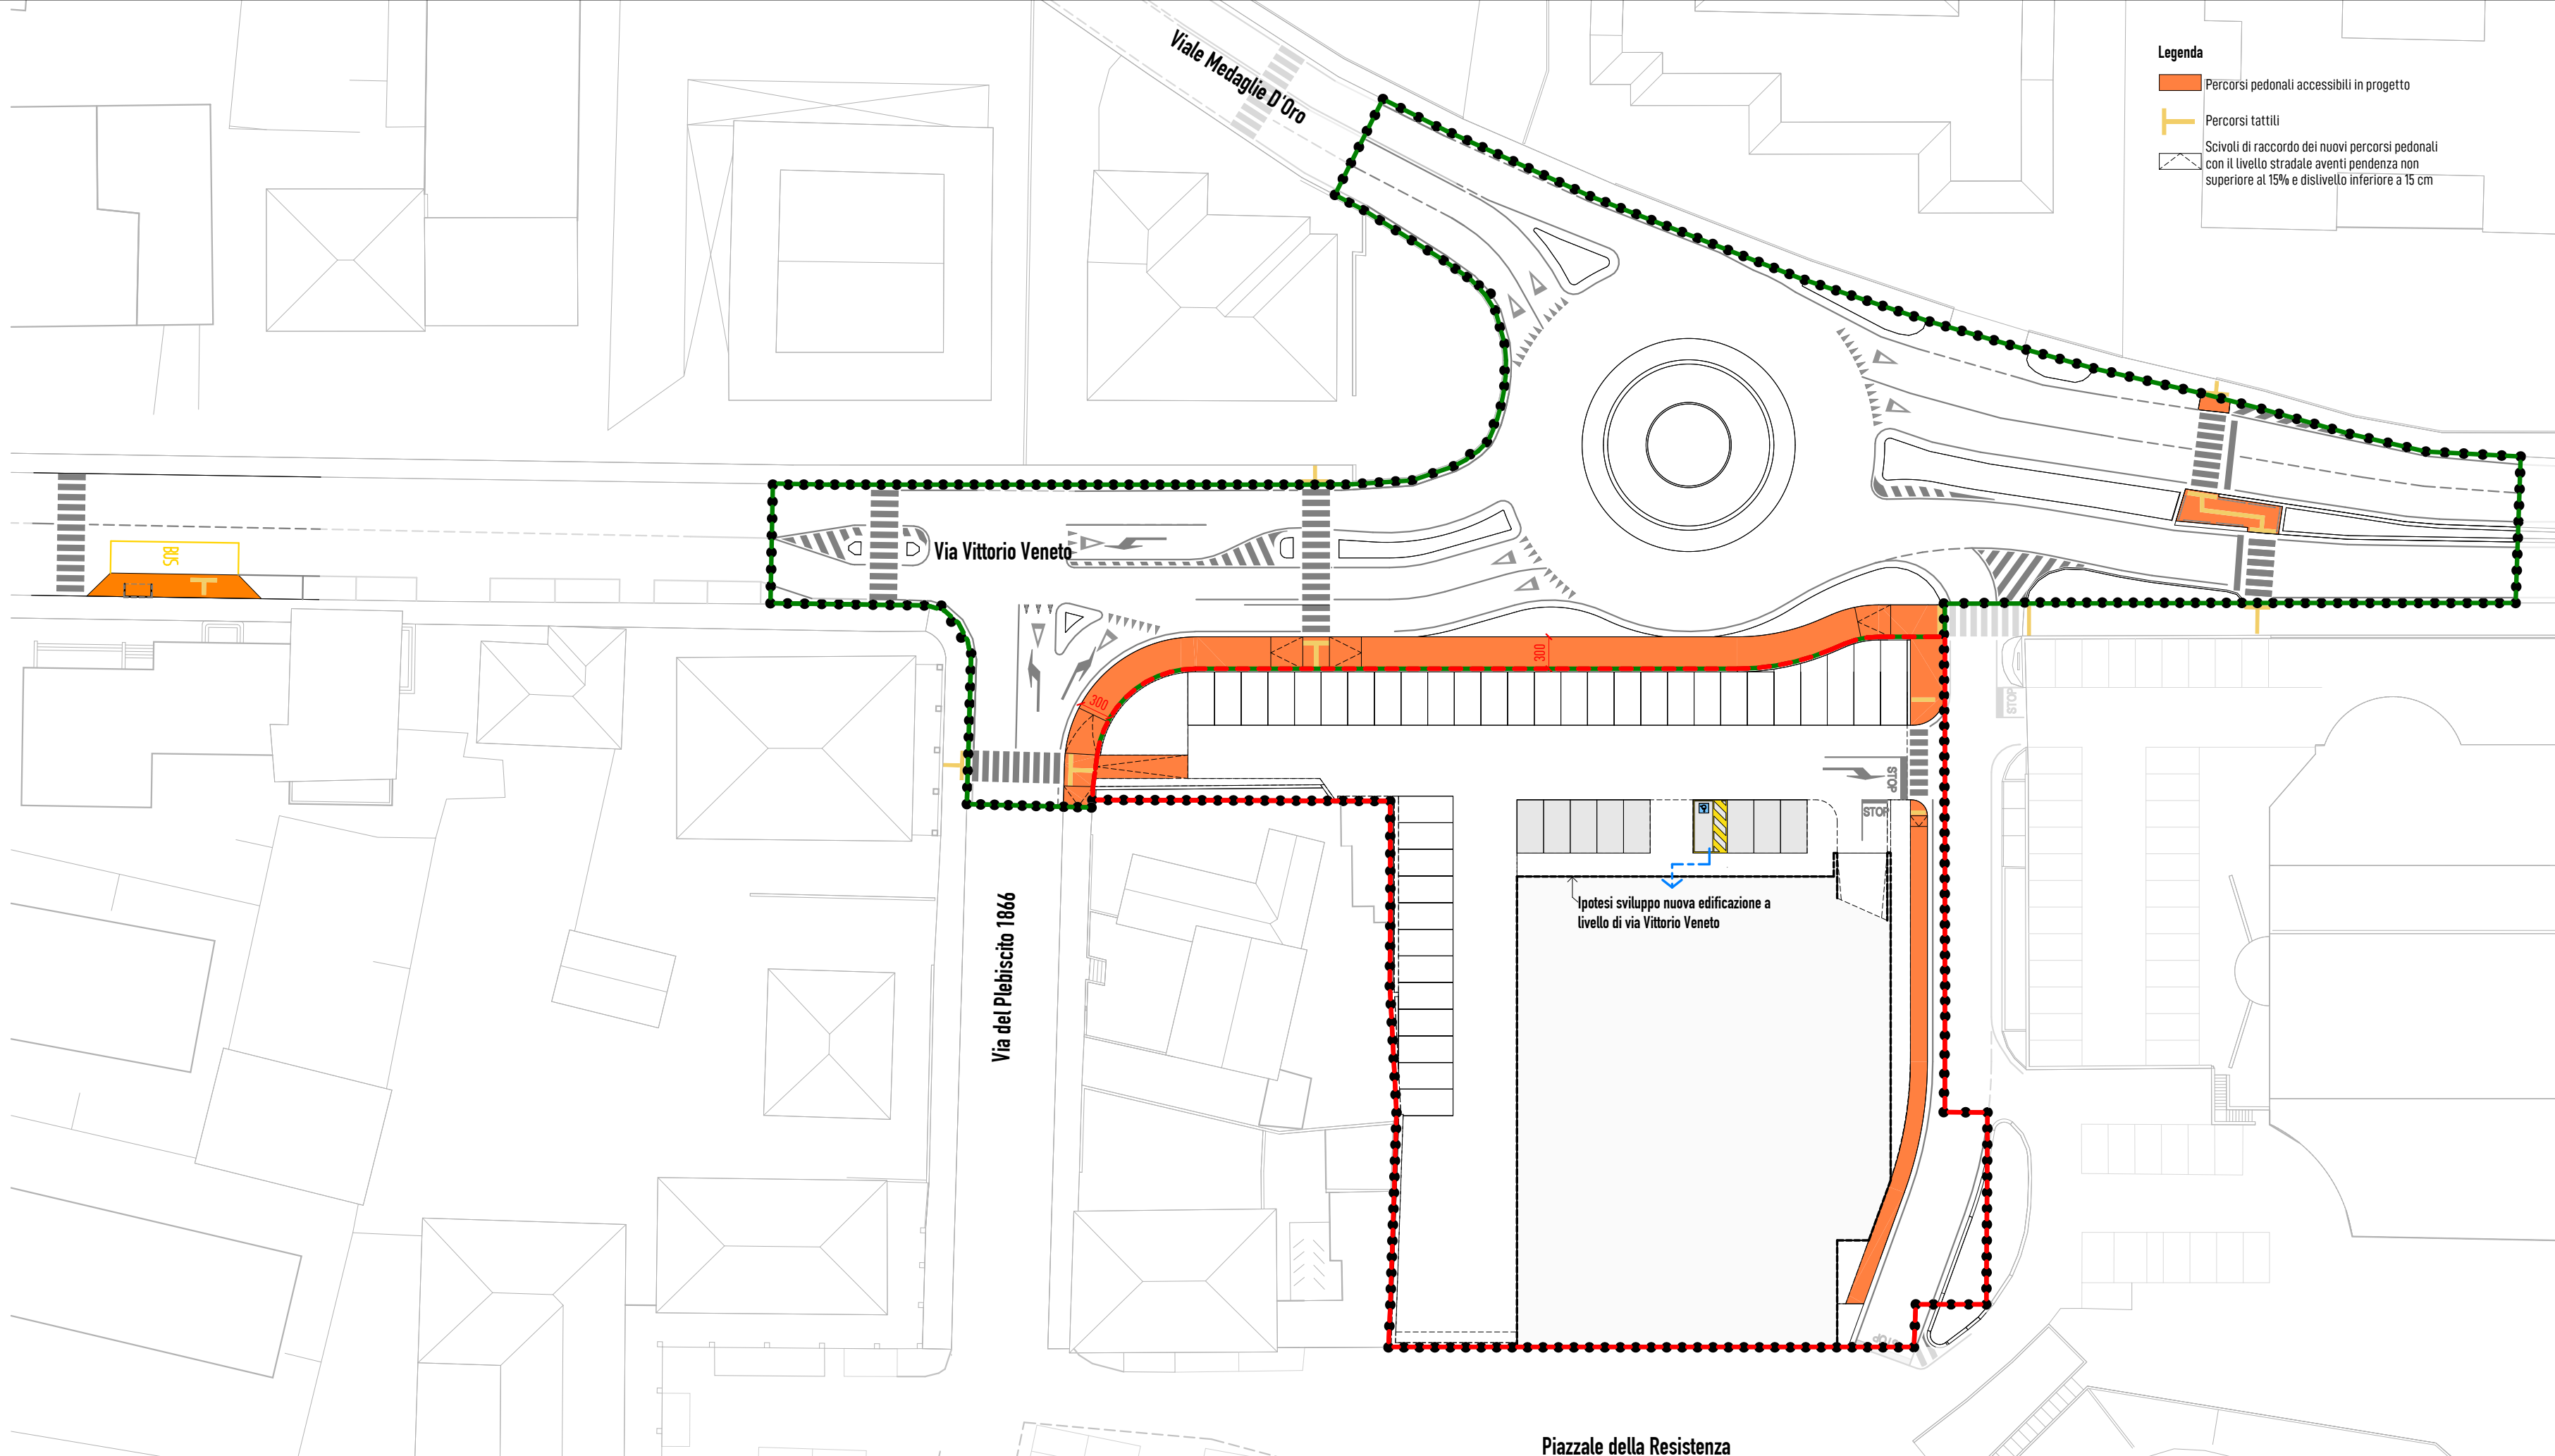 Viale Medaglie D'Oro
Legenda
Percorsi pedonali accessibili in progetto
Percorsi tattili
Scivoli di raccordo dei nuovi percorsi pedonali
con il livello stradale aventi pendenza non
superiore al 15% e dislivello inferiore a 15 cm
BUS
Via Vittorio Veneto
300
300
STOP
STOP
STOP
Ipotesi sviluppo nuova edificazione a
livello di via Vittorio Veneto
Via del Plebiscito 1866
STOP
Piazzale della Resistenza